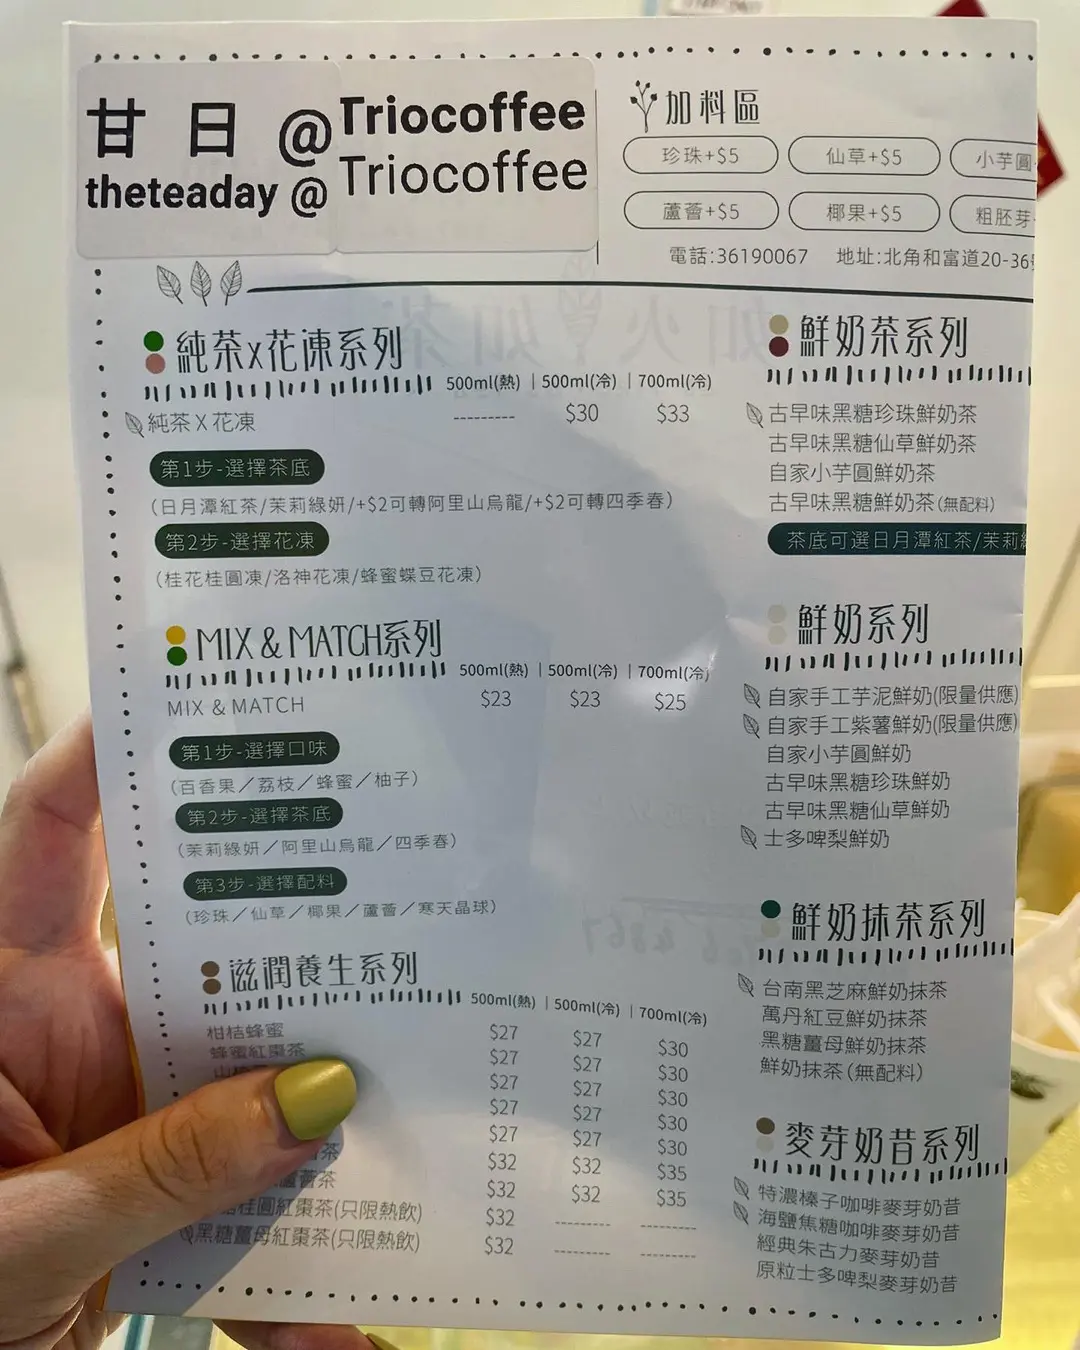 甘日@Triocoffee
theteaday@Triocoffee
加料區
珍珠+$5 仙草+$5 小芋圓
蘆薈+$5 椰果+$5 粗胚芽
電話:36190067 地址:北角和富道20-36號
純茶x花凍系列
500ml(熱) | 500ml(冷) | 700ml(冷)
純茶X花凍 --------- $30 $33
第1步-選擇茶底
(日月潭紅茶/茉莉綠妍/+$2可轉阿里山烏龍/+$2可轉四季春)
第2步-選擇花凍
(桂花桂圓凍/洛神花凍/蜂蜜蝶豆花凍)
MIX & MATCH系列
500ml(熱) | 500ml(冷) | 700ml(冷)
MIX & MATCH $23 $23 $25
第1步-選擇口味
(百香果/荔枝/蜂蜜/柚子)
第2步-選擇茶底
(茉莉綠妍/阿里山烏龍/四季春)
第3步-選擇配料
(珍珠/仙草/椰果/蘆薈/寒天晶球)
滋潤養生系列
500ml(熱) | 500ml(冷) | 700ml(冷)
柑桔蜂蜜 $27 $27 $30
蜂蜜紅棗茶 $27 $27 $30
$27 $27 $30
$27 $27 $30
$27 $27 $30
茶 $32 $32 $35
蘆薈茶 $32 $32 $35
桂圓紅棗茶(只限熱飲) $32 --------- ---------
黑糖薑母紅棗茶(只限熱飲) $32 --------- ---------
鮮奶茶系列
古早味黑糖珍珠鮮奶茶
古早味黑糖仙草鮮奶茶
自家小芋圓鮮奶茶
古早味黑糖鮮奶茶(無配料)
茶底可選日月潭紅茶/茉莉綠
鮮奶系列
自家手工芋泥鮮奶(限量供應)
自家手工紫薯鮮奶(限量供應)
自家小芋圓鮮奶
古早味黑糖珍珠鮮奶
古早味黑糖仙草鮮奶
士多啤梨鮮奶
鮮奶抹茶系列
台南黑芝麻鮮奶抹茶
萬丹紅豆鮮奶抹茶
黑糖薑母鮮奶抹茶
鮮奶抹茶(無配料)
麥芽奶昔系列
特濃榛子咖啡麥芽奶昔
海鹽焦糖咖啡麥芽奶昔
經典朱古力麥芽奶昔
原粒士多啤梨麥芽奶昔